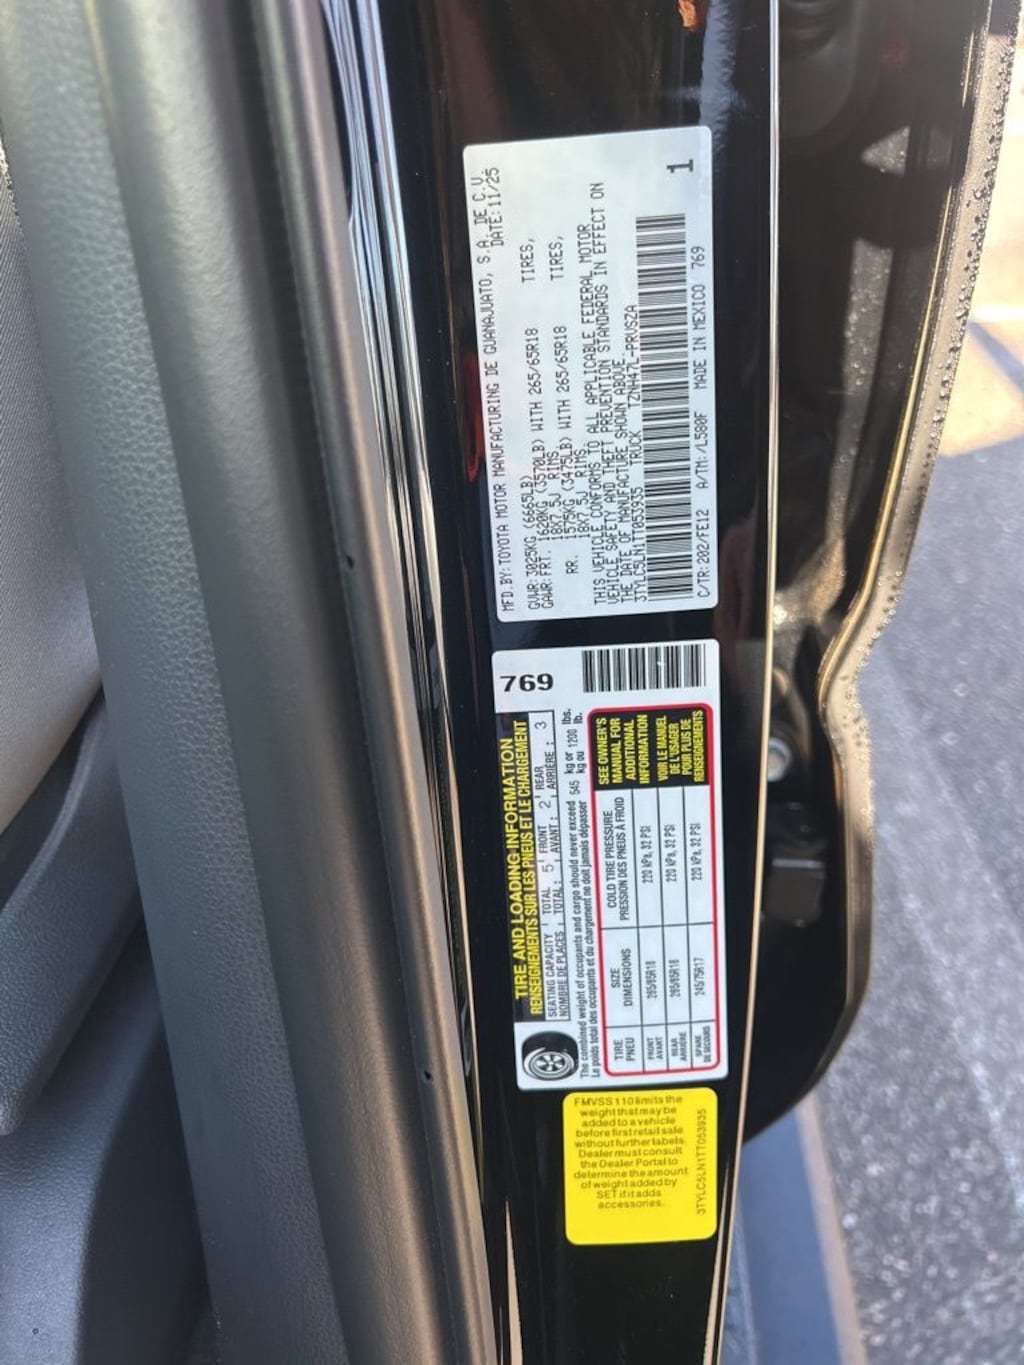 MFD.BY:TOYOTA MOTOR MANUFACTURING DE GUANAJUATO, S.A. DE C.V.
DATE:11/25
GVWR:3025KG (6665LB)
GAWR:FRT. 1620KG (3570LB) WITH 265/65R18 TIRES,
18X7.5J RIMS
RR. 1575KG (3475LB) WITH 265/65R18 TIRES,
18X7.5J RIMS
THIS VEHICLE CONFORMS TO ALL APPLICABLE FEDERAL MOTOR
VEHICLE SAFETY AND THEFT PREVENTION STANDARDS IN EFFECT ON
THE DATE OF MANUFACTURE SHOWN ABOVE.
3TYLC5LN1TT053935 TRUCK TZNH47L-PRVSZA
C/TR:202/FE12 A/TM:/L580F MADE IN MEXICO 769
1
769
TIRE AND LOADING INFORMATION
RENSEIGNEMENTS SUR LES PNEUS ET LE CHARGEMENT
SEATING CAPACITY TOTAL 5 FRONT 2 REAR 3
NOMBRE DE PLACES TOTAL: AVANT: ARRIÈRE:
The combined weight of occupants and cargo should never exceed 545 kg or 1200 lbs.
Le poids total des occupants et du chargement ne doit jamais dépasser kg ou lb.
TIRE SIZE COLD TIRE PRESSURE
PNEU DIMENSIONS PRESSION DES PNEUS À FROID
FRONT 265/65R18 220 kPa, 32 PSI
AVANT
REAR 265/65R18 220 kPa, 32 PSI
ARRIÈRE
SPARE 245/75R17 220 kPa, 32 PSI
DE SECOURS
SEE OWNER'S
MANUAL FOR
ADDITIONAL
INFORMATION
VOIR LE MANUEL
DE L'USAGER
POUR PLUS DE
RENSEIGNEMENTS
FMVSS 110 limits the
weight that may be
added to a vehicle
before first retail sale
without further labels.
Dealer must consult
the Dealer Portal to
determine the amount
of weight added by
SET if it adds
accessories.
3TYLC5LN1TT053935